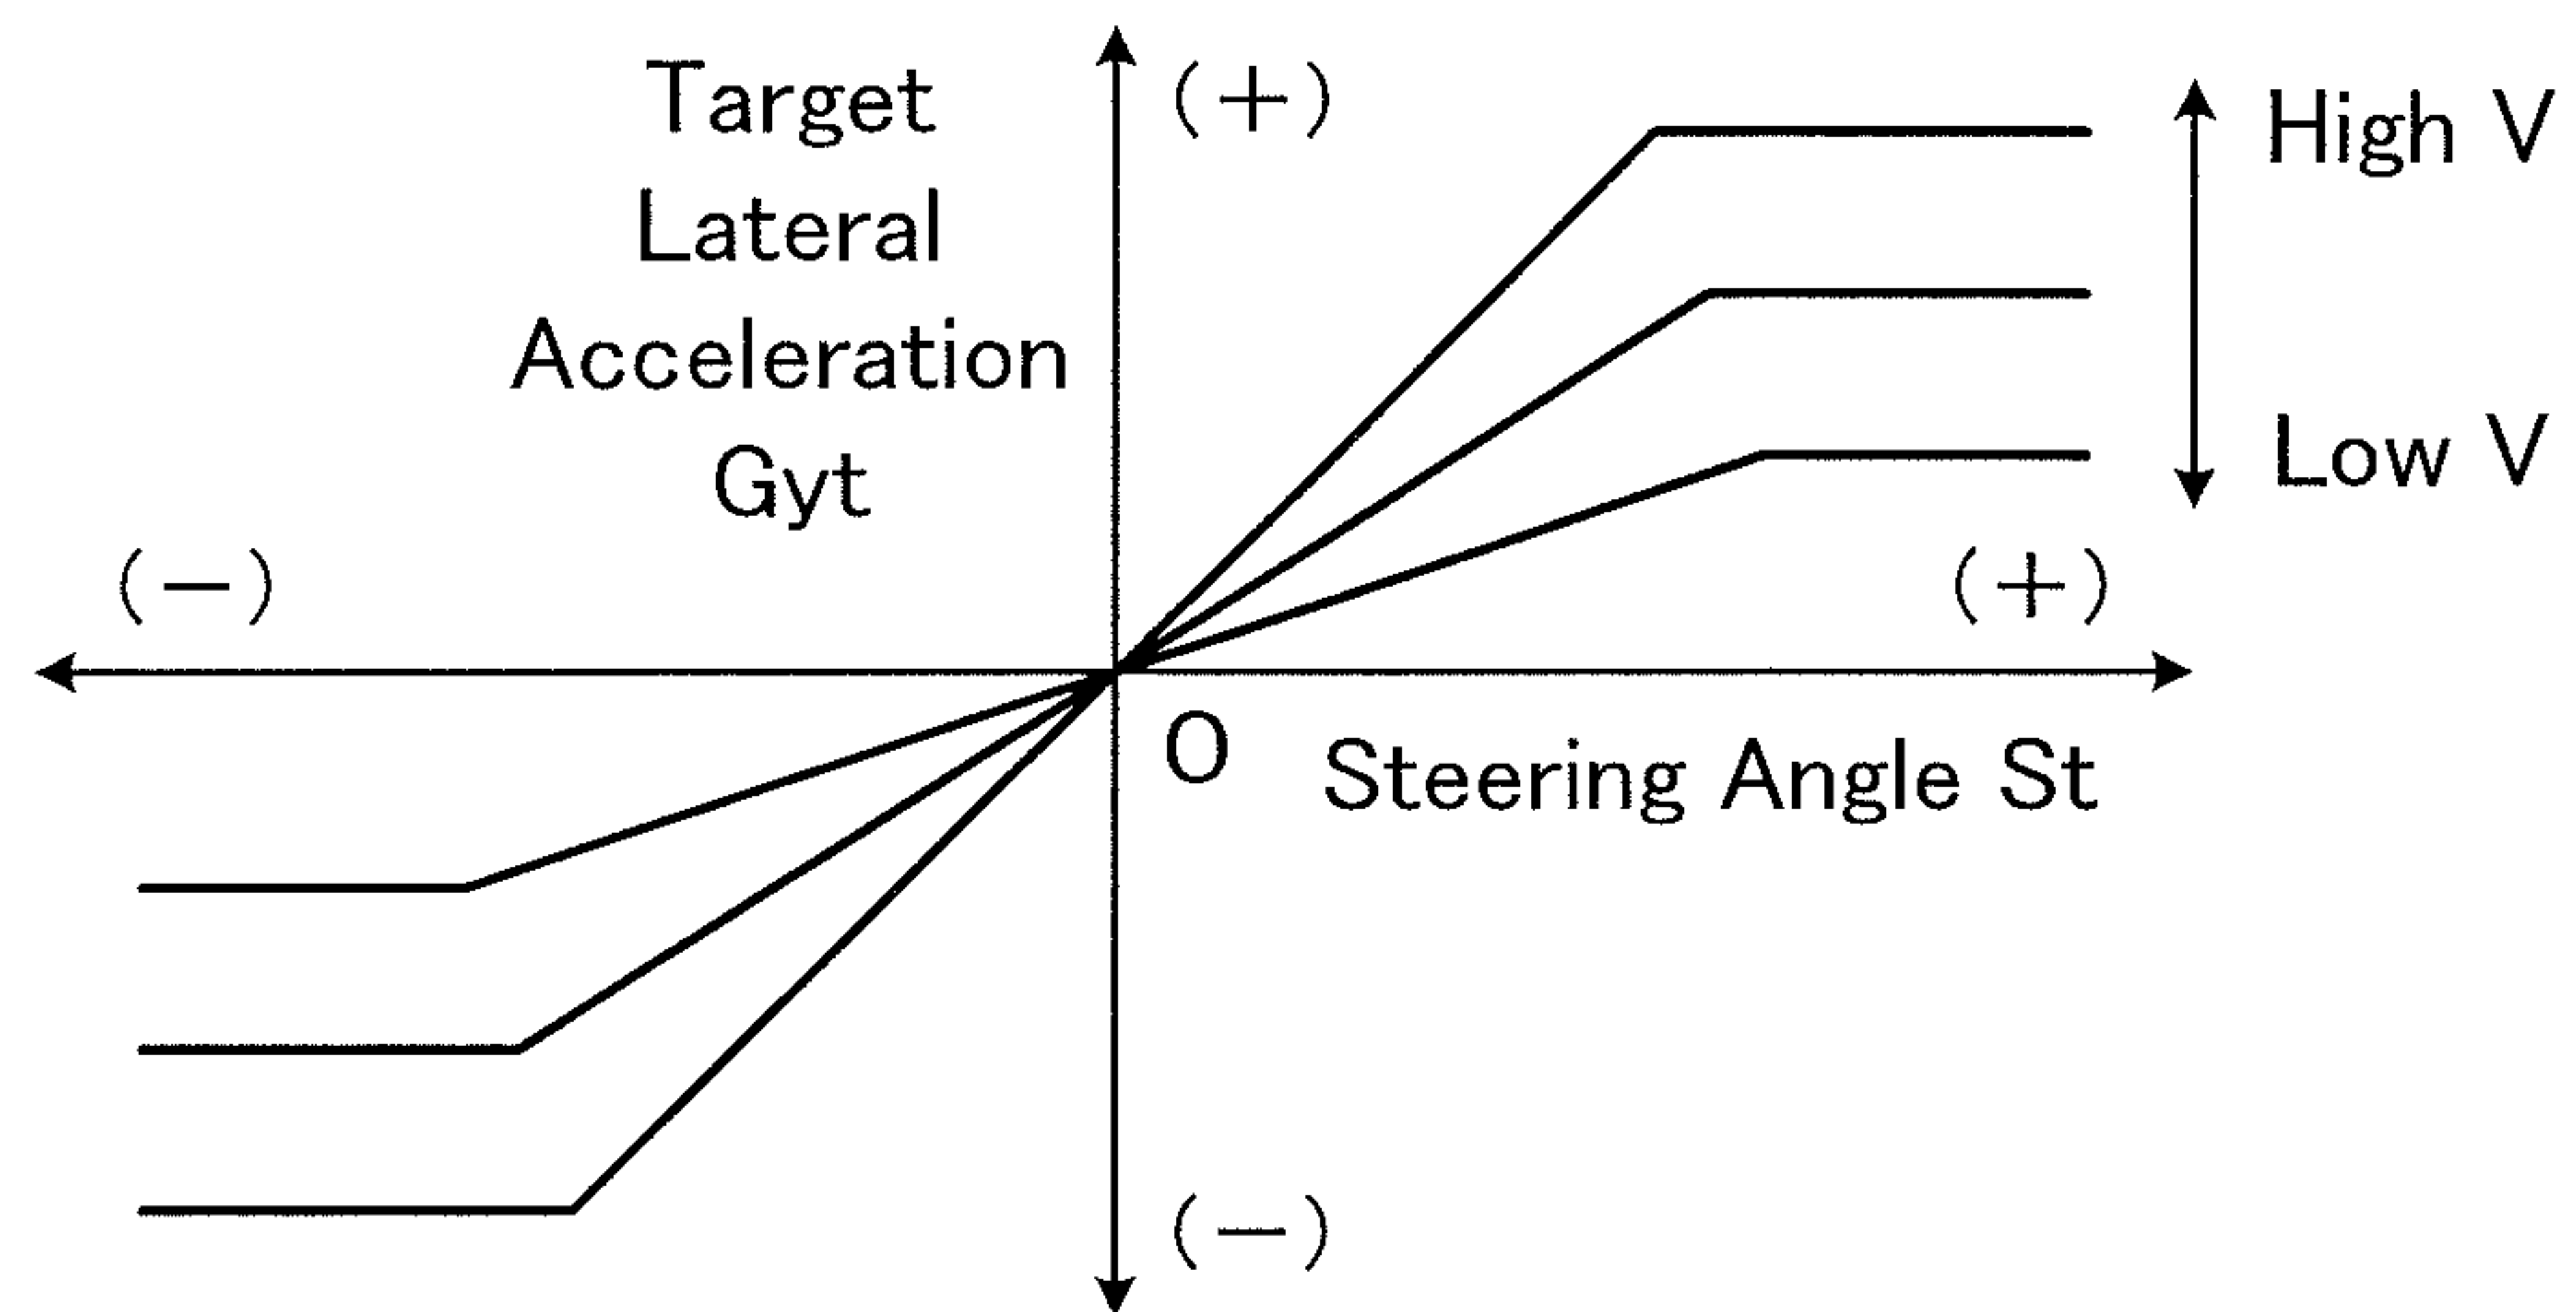 Target
Lateral
Acceleration
Gyt
(+)
High V
Low V
(−)
(+)
O
Steering Angle St
(−)